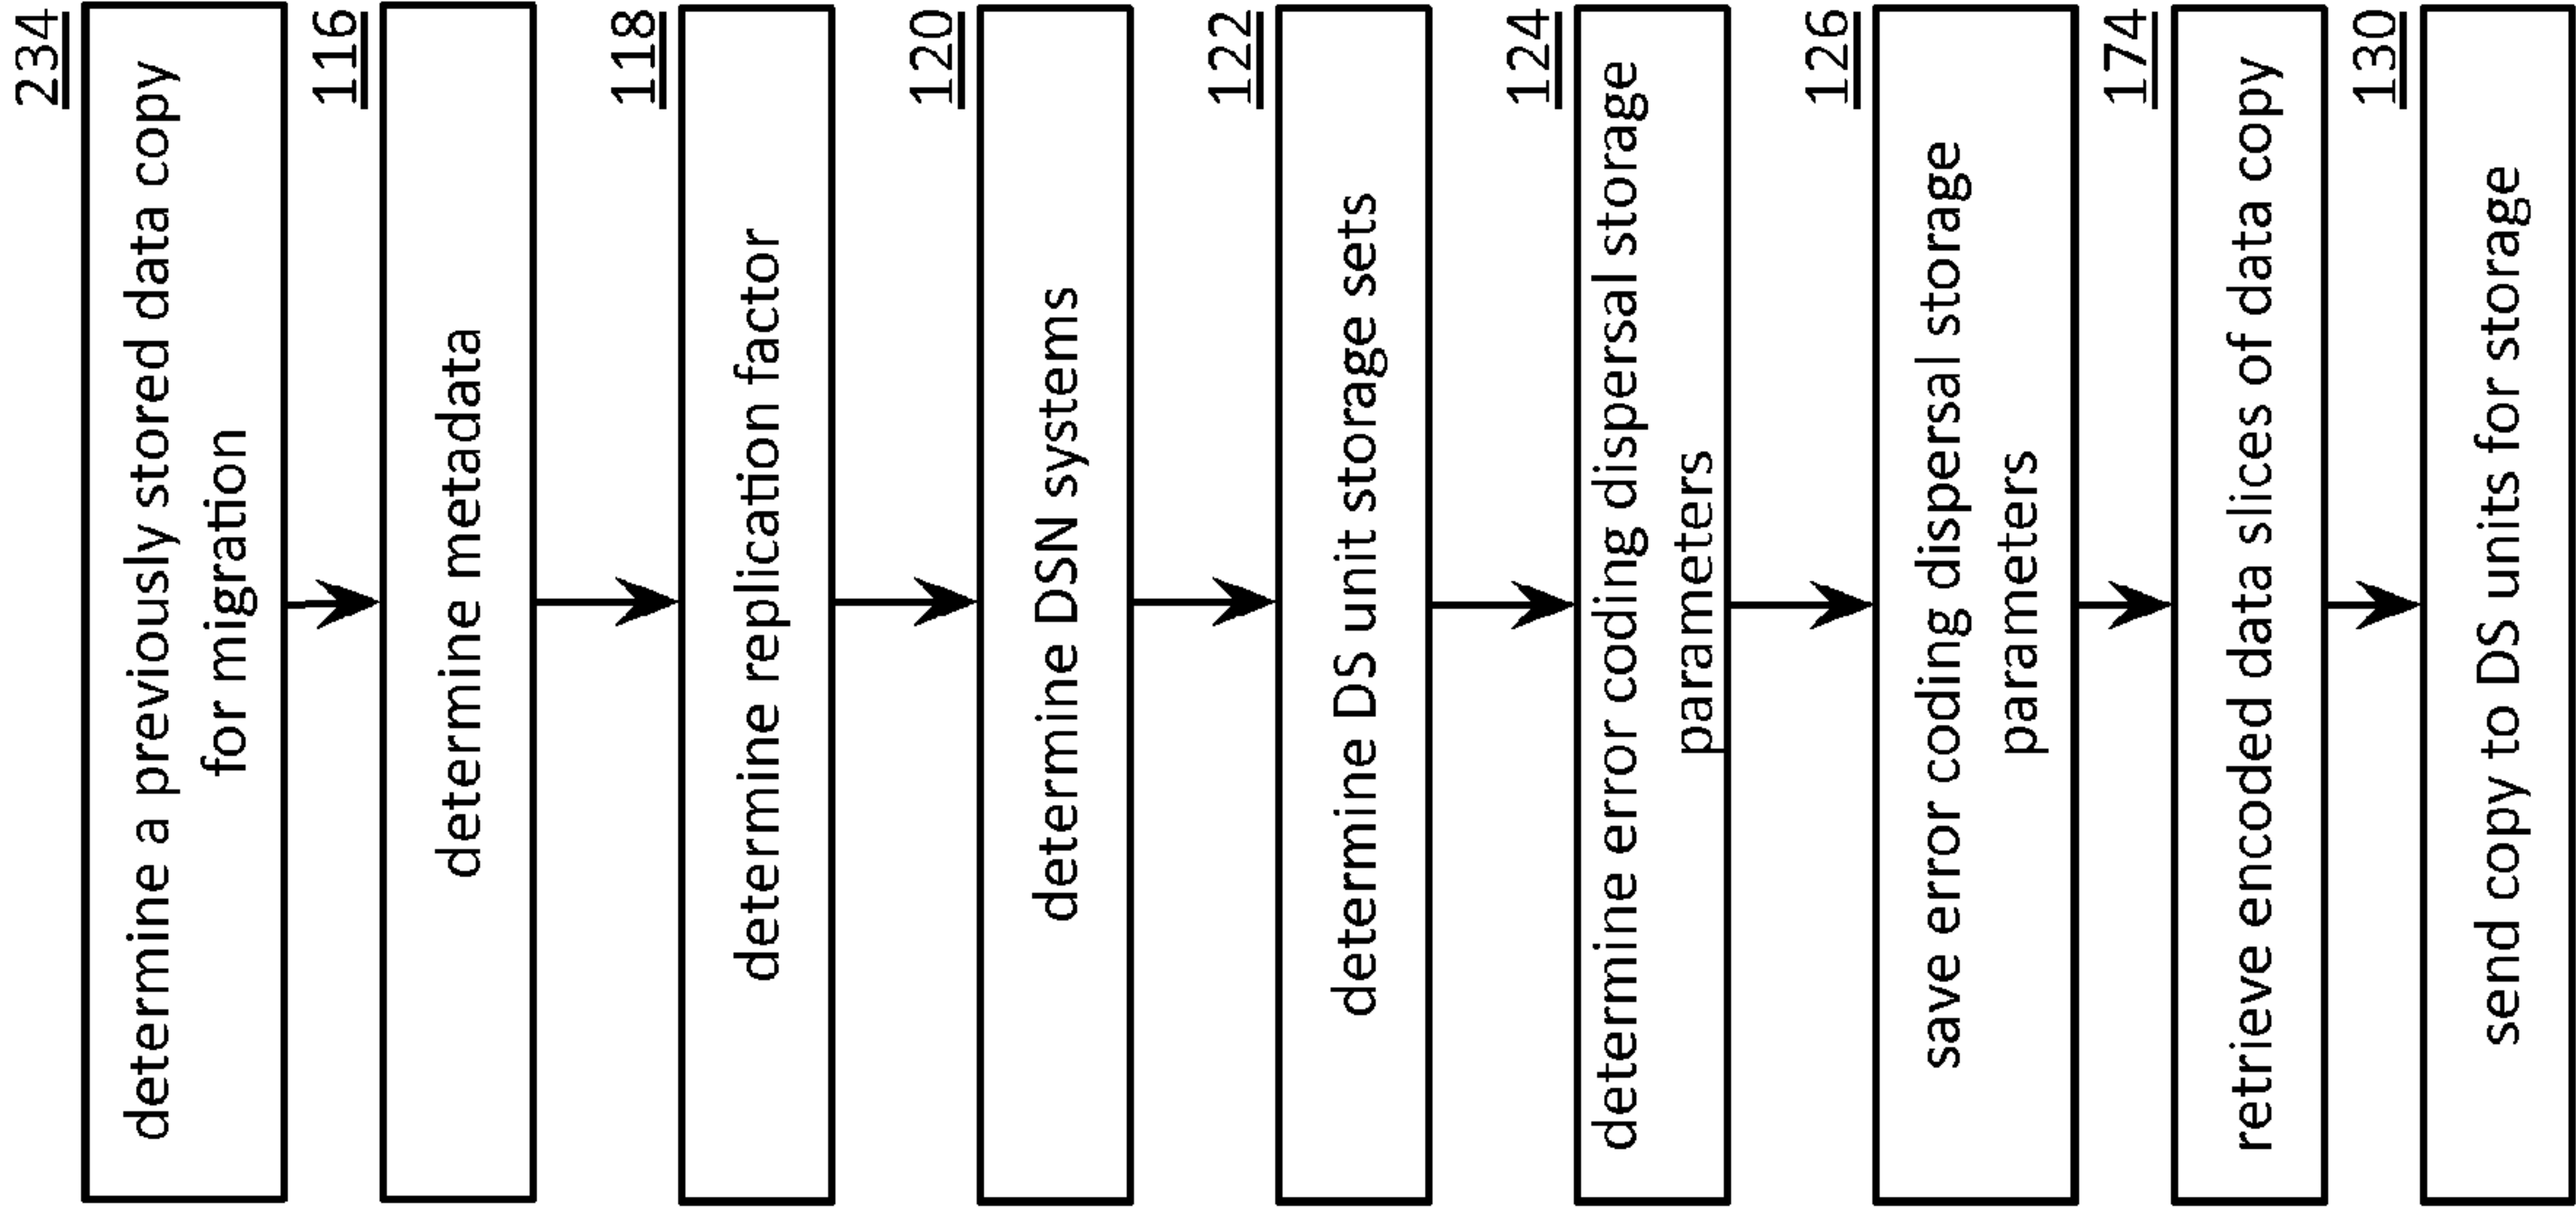 234
determine a previously stored data copy
for migration
116
determine metadata
118
determine replication factor
120
determine DSN systems
122
determine DS unit storage sets
124
determine error coding dispersal storage
parameters
126
save error coding dispersal storage
parameters
174
retrieve encoded data slices of data copy
130
send copy to DS units for storage